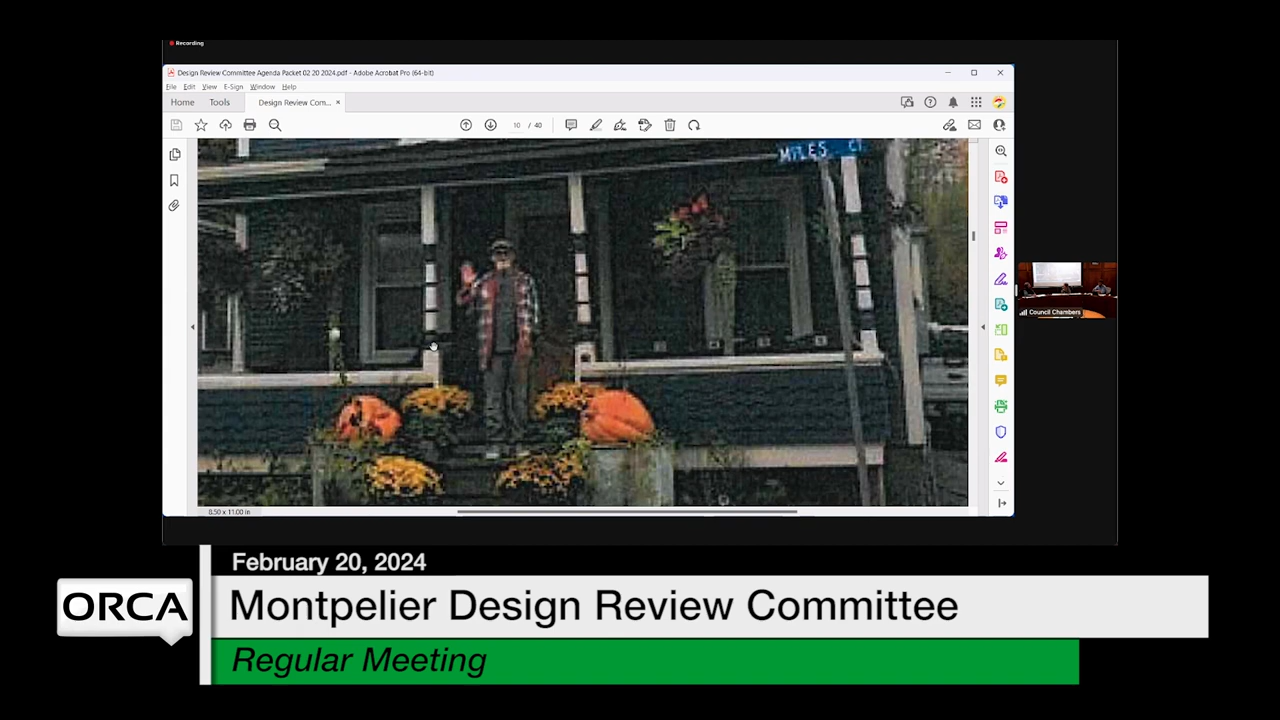 Recording
Design Review Committee Agenda Packet 02 20 2024.pdf - Adobe Acrobat Pro (64-bit)
File Edit View E-Sign Window Help
Home Tools Design Review Com... ×
10 / 40
MYLES CT
8.50 x 11.00 in
Council Chambers
February 20, 2024
ORCA
Montpelier Design Review Committee
Regular Meeting